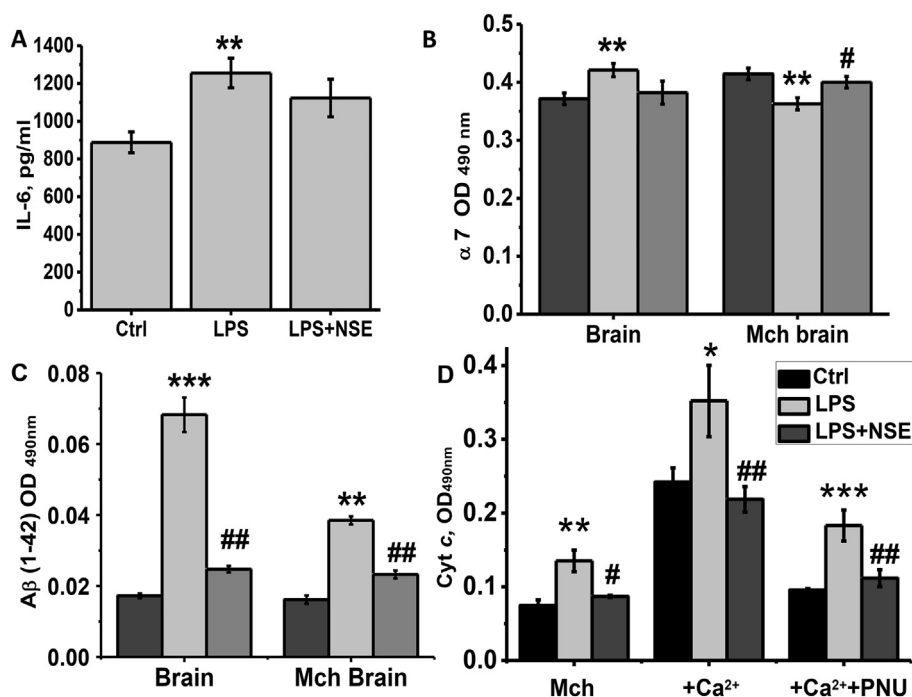 A
IL-6, pg/ml
1400
1200
1000
800
600
400
200
0
**
Ctrl
LPS
LPS+NSE
B
α 7 OD 490 nm
0.5
0.4
0.3
0.2
0.1
0.0
**
**
#
Brain
Mch brain
C
Aβ (1-42) OD 490nm
0.08
0.06
0.04
0.02
0.00
***
##
**
##
Brain
Mch Brain
D
Cyt c, OD490nm
0.4
0.3
0.2
0.1
0.0
Ctrl
LPS
LPS+NSE
**
#
*
##
***
##
Mch
+Ca²⁺
+Ca²⁺+PNU